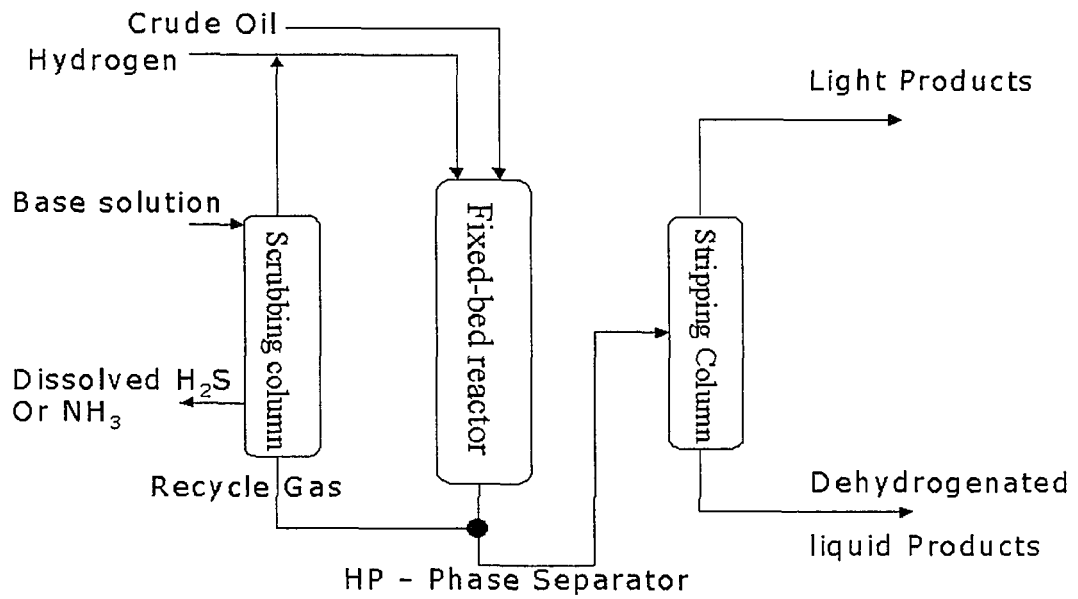 Crude Oil
Hydrogen
Light Products
Base solution
Scrubbing column
Fixed-bed reactor
Stripping Column
Dissolved H₂S
Or NH₃
Recycle Gas
Dehydrogenated
liquid Products
HP – Phase Separator